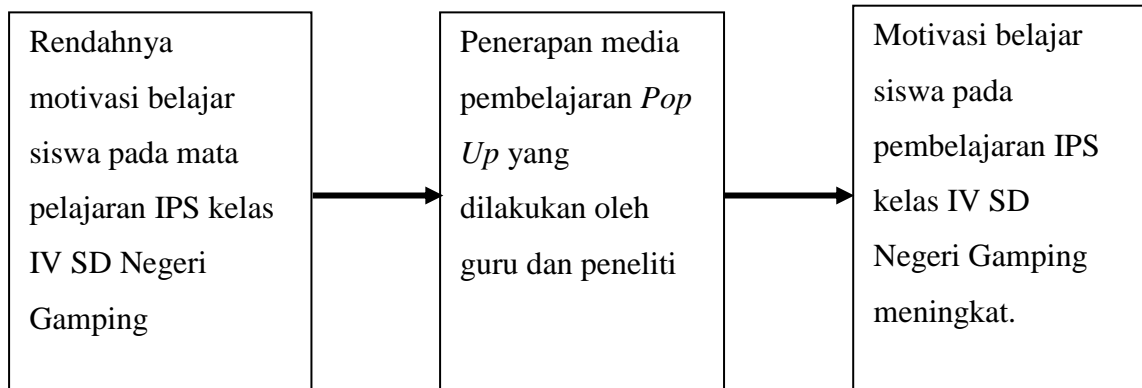 Rendahnya
motivasi belajar
siswa pada mata
pelajaran IPS kelas
IV SD Negeri
Gamping
Penerapan media
pembelajaran Pop
Up yang
dilakukan oleh
guru dan peneliti
Motivasi belajar
siswa pada
pembelajaran IPS
kelas IV SD
Negeri Gamping
meningkat.